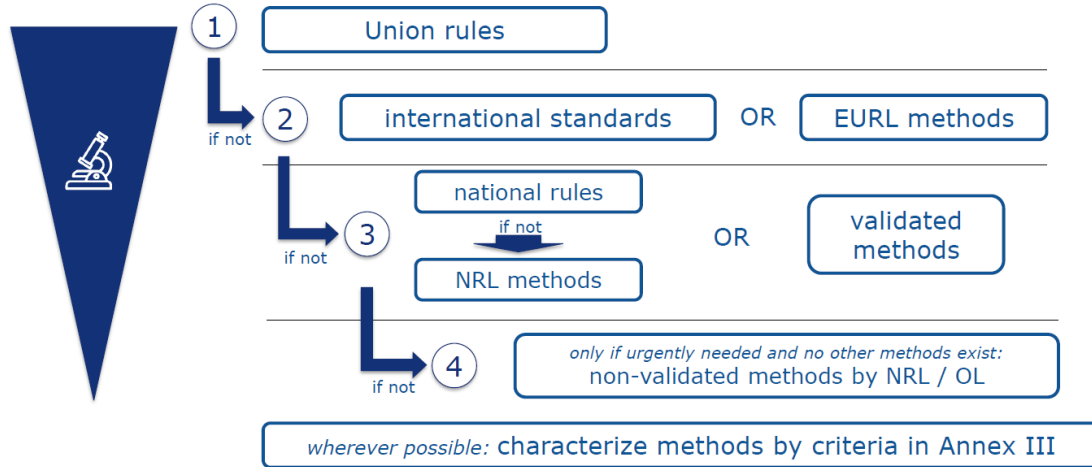 1
Union rules
if not
2
international standards
OR
EURL methods
if not
3
national rules
if not
NRL methods
OR
validated
methods
if not
4
only if urgently needed and no other methods exist:
non-validated methods by NRL / OL
wherever possible: characterize methods by criteria in Annex III